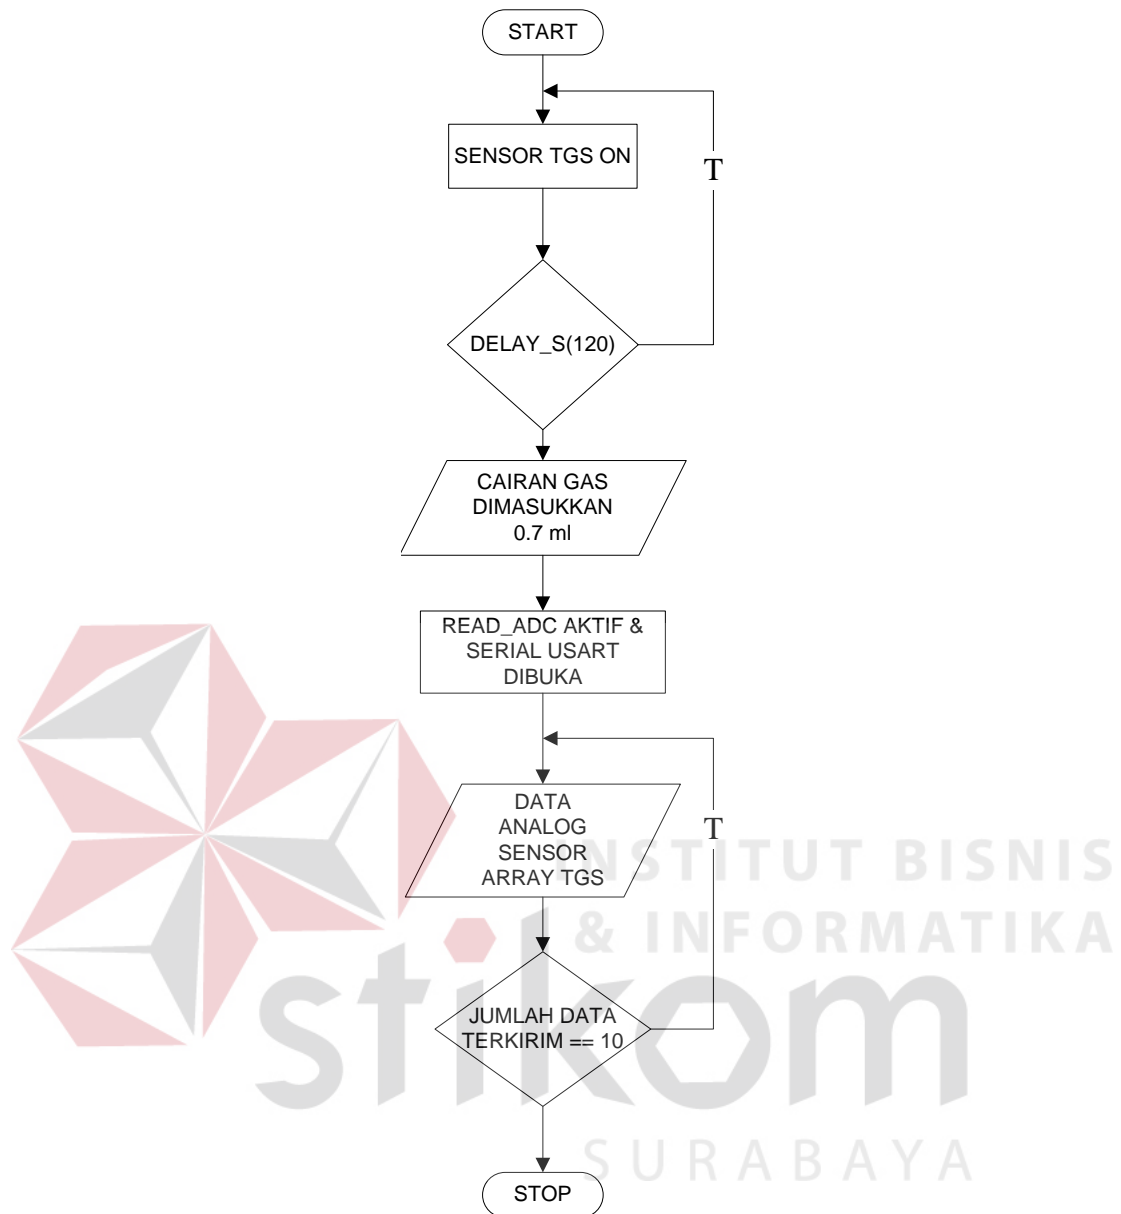 START
SENSOR TGS ON
T
DELAY_S(120)
CAIRAN GAS
DIMASUKKAN
0.7 ml
READ_ADC AKTIF &
SERIAL USART
DIBUKA
DATA
ANALOG
SENSOR
ARRAY TGS
T
INSTITUT BISNIS
& INFORMATIKA
stikom
SURABAYA
JUMLAH DATA
TERKIRIM == 10
STOP